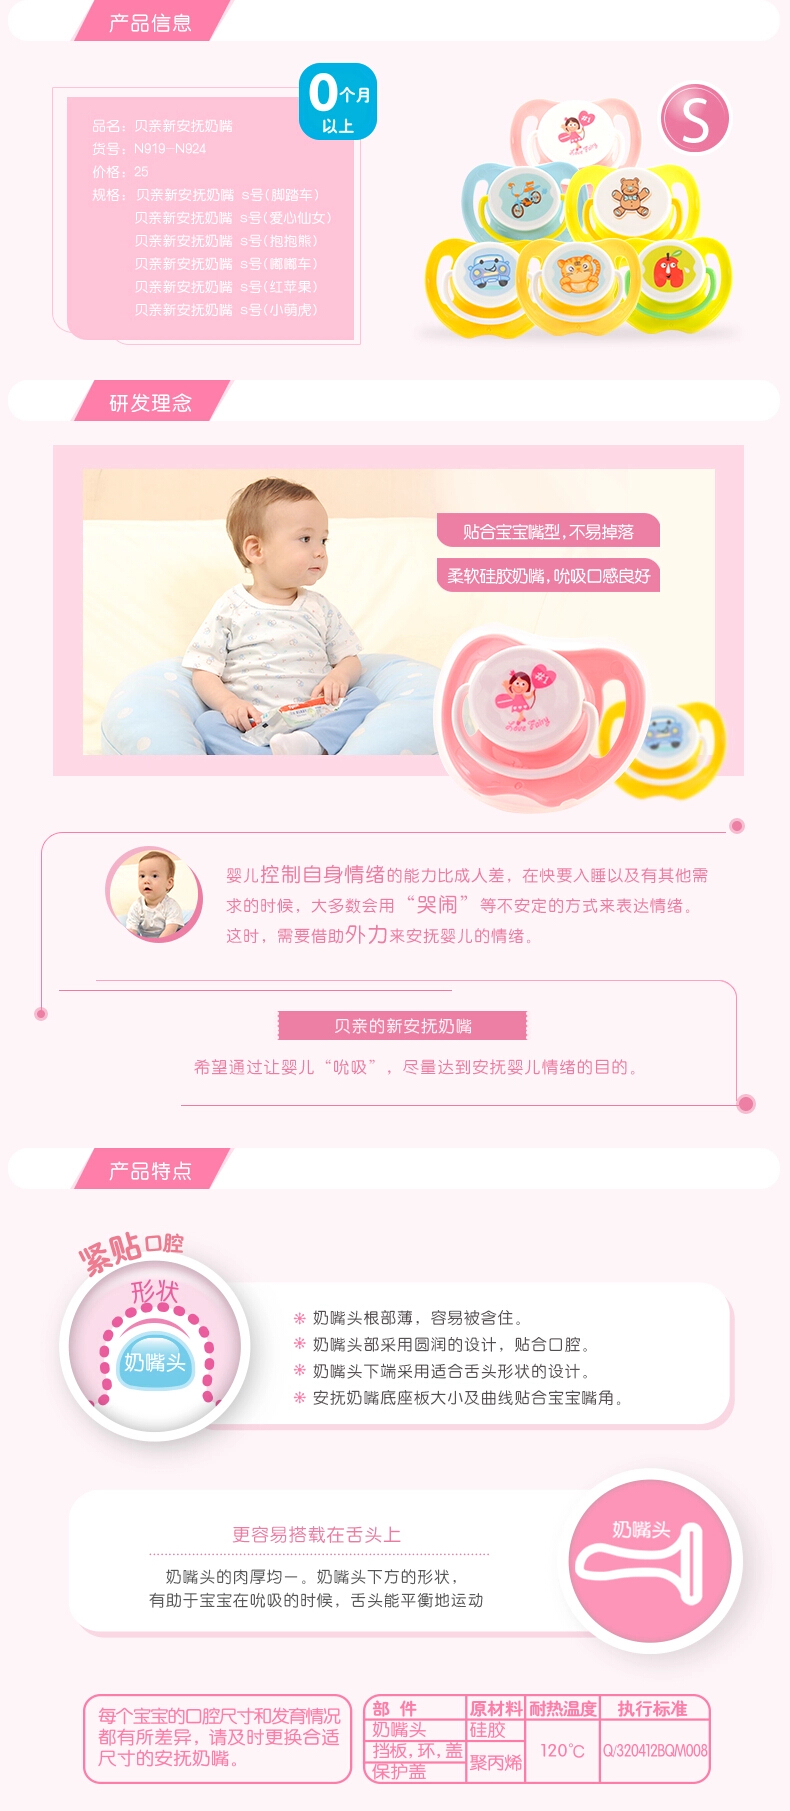 产品信息
0个月
以上
品名：贝亲新安抚奶嘴
货号：N919-N924
价格：25
规格：贝亲新安抚奶嘴 s号(脚踏车)
贝亲新安抚奶嘴 s号(爱心仙女)
贝亲新安抚奶嘴 s号(抱抱熊)
贝亲新安抚奶嘴 s号(嘟嘟车)
贝亲新安抚奶嘴 s号(红苹果)
贝亲新安抚奶嘴 s号(小萌虎)
S
#1
Love Fairy
研发理念
贴合宝宝嘴型,不易掉落
柔软硅胶奶嘴,吮吸口感良好
#1
Love Fairy
婴儿控制自身情绪的能力比成人差，在快要入睡以及有其他需
求的时候，大多数会用“哭闹”等不安定的方式来表达情绪。
这时，需要借助外力来安抚婴儿的情绪。
贝亲的新安抚奶嘴
希望通过让婴儿“吮吸”，尽量达到安抚婴儿情绪的目的。
产品特点
紧贴口腔
形状
奶嘴头
奶嘴头根部薄，容易被含住。
奶嘴头部采用圆润的设计，贴合口腔。
奶嘴头下端采用适合舌头形状的设计。
安抚奶嘴底座板大小及曲线贴合宝宝嘴角。
更容易搭载在舌头上
奶嘴头的肉厚均一。奶嘴头下方的形状，
有助于宝宝在吮吸的时候，舌头能平衡地运动
奶嘴头
每个宝宝的口腔尺寸和发育情况
都有所差异，请及时更换合适
尺寸的安抚奶嘴。
部 件 原材料 耐热温度 执行标准
奶嘴头 硅胶
挡板,环,盖 聚丙烯 120℃ Q/320412BQM008
保护盖